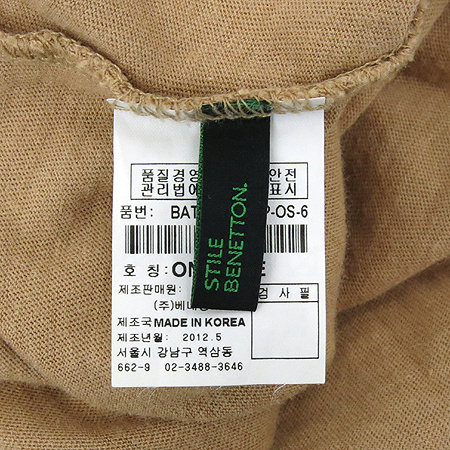 품질경영 안전
관리법에 표시
품번: BAT P-OS-6
호 칭: ON E
제조판매원:
(주)베네
검 사 필
제조국 MADE IN KOREA
제조년월: 2012.5
서울시 강남구 역삼동
662-9 02-3488-3646
STILE
BENETTON.